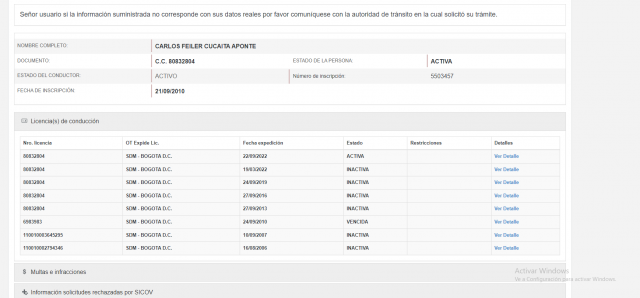 Señor usuario si la información suministrada no corresponde con sus datos reales por favor comuníquese con la autoridad de tránsito en la cual solicitó su trámite.
NOMBRE COMPLETO: CARLOS FEILER CUCAITA APONTE
DOCUMENTO: C.C. 80832804 ESTADO DE LA PERSONA: ACTIVA
ESTADO DEL CONDUCTOR: ACTIVO Número de inscripción 5503457
FECHA DE INSCRIPCIÓN: 21/09/2010
Licencia(s) de conducción
Nro. licencia OT Expide Lic. Fecha expedición Estado Restricciones Detalles
80832804 SDM - BOGOTA D.C. 22/09/2022 ACTIVA Ver Detalle
80832804 SDM - BOGOTA D.C. 19/03/2022 INACTIVA Ver Detalle
80832804 SDM - BOGOTA D.C. 24/09/2019 INACTIVA Ver Detalle
80832804 SDM - BOGOTA D.C. 27/09/2016 INACTIVA Ver Detalle
80832804 SDM - BOGOTA D.C. 27/09/2013 INACTIVA Ver Detalle
6983983 SDM - BOGOTA D.C. 24/09/2010 VENCIDA Ver Detalle
110010003645295 SDM - BOGOTA D.C. 10/09/2007 INACTIVA Ver Detalle
110010002794346 SDM - BOGOTA D.C. 16/08/2006 INACTIVA Ver Detalle
$ Multas e infracciones
Información solicitudes rechazadas por SICOV
Activar Windows
Ve a Configuración para activar Windows.